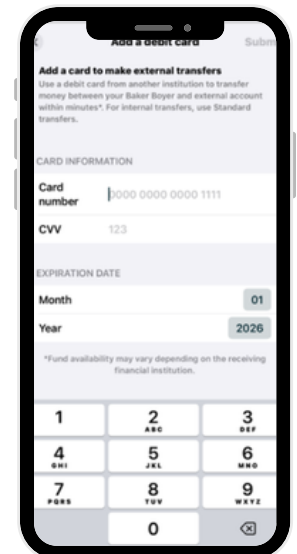 Add a debit card Subm
Add a card to make external transfers
Use a debit card from another institution to transfer
money between your Baker Boyer and external account
within minutes*. For internal transfers, use Standard
transfers.
CARD INFORMATION
Card
number
0000 0000 0000 1111
CVV 123
EXPIRATION DATE
Month 01
Year 2026
*Fund availability may vary depending on the receiving
financial institution.
1 2 3
ABC DEF
4 5 6
GHI JKL MNO
7 8 9
PQRS TUV WXYZ
0